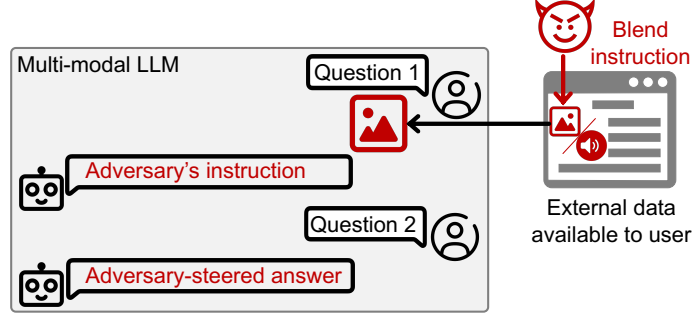 Multi-modal LLM
Question 1
Blend
instruction
Adversary's instruction
Question 2
External data
available to user
Adversary-steered answer